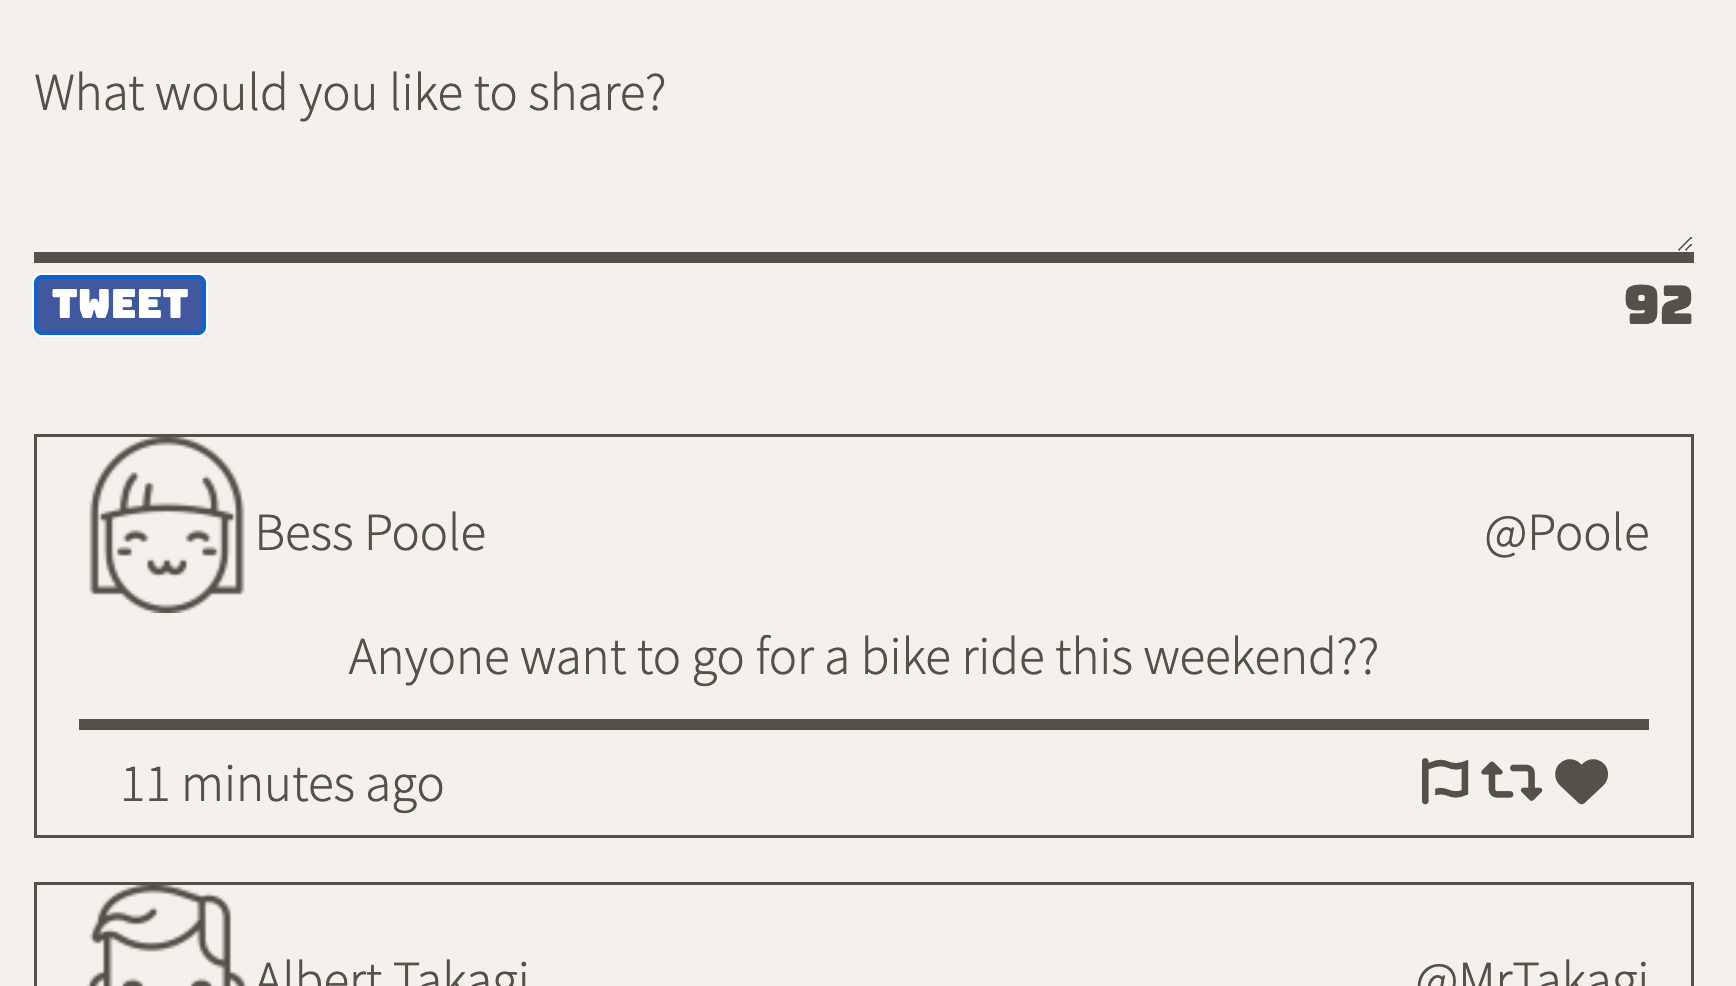 What would you like to share?
TWEET
92
Bess Poole
@Poole
Anyone want to go for a bike ride this weekend??
11 minutes ago
Albert Takagi
@MrTakagi